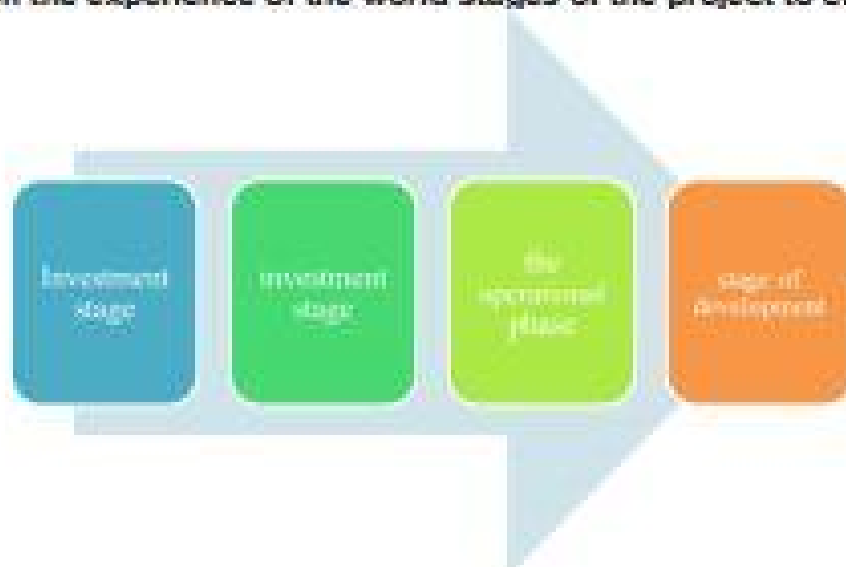 the experience of the world stages of the project to
Investment
stage
investment
stage
the
operational
phase
stage of
development